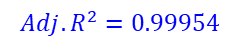 Adj. R² = 0.99954